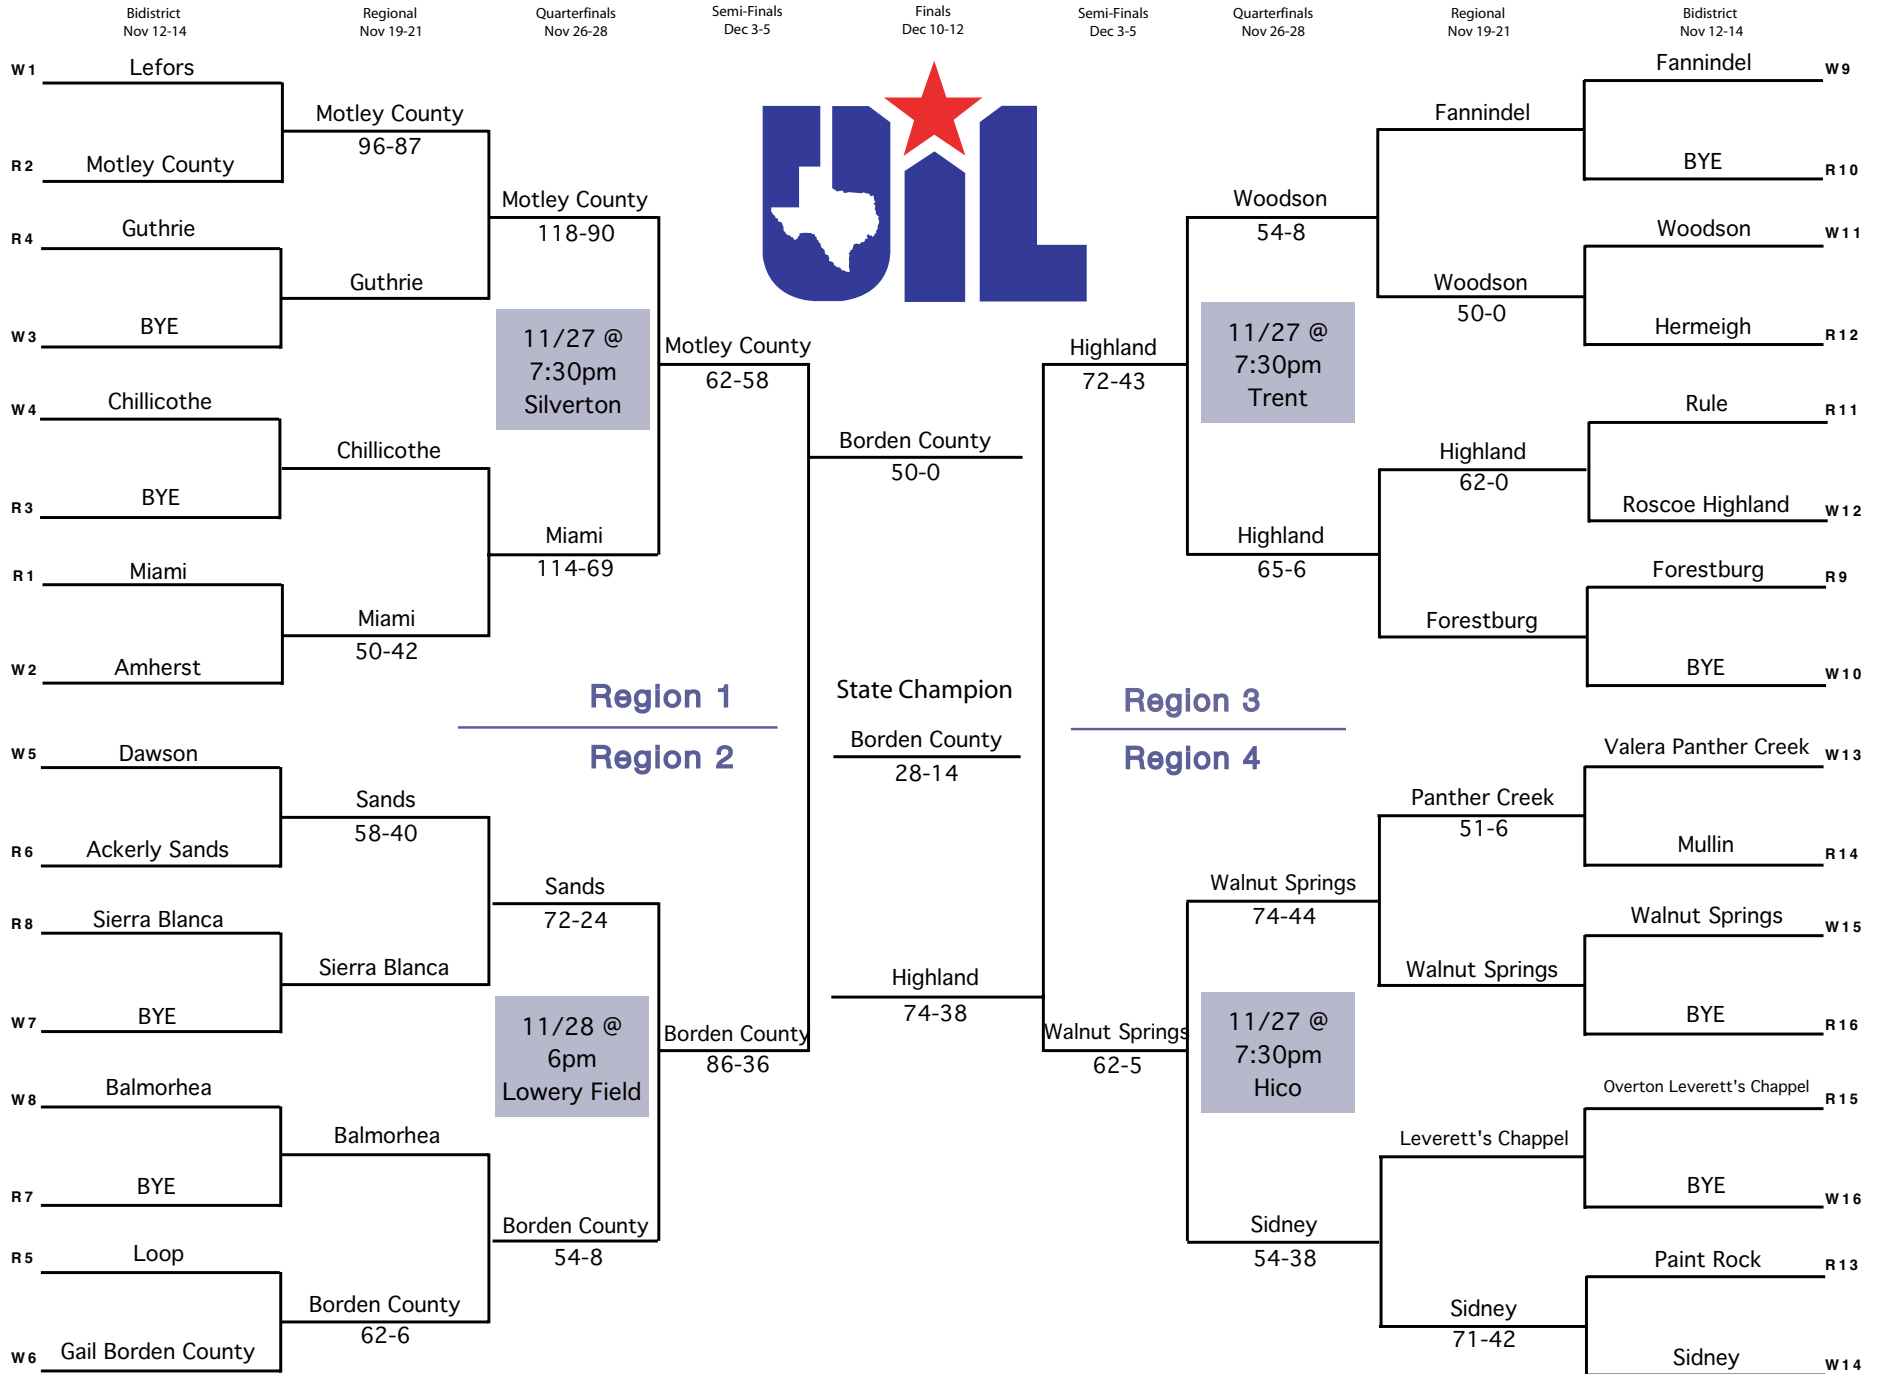 Bidistrict
Nov 12-14
Regional
Nov 19-21
Quarterfinals
Nov 26-28
Semi-Finals
Dec 3-5
Finals
Dec 10-12
Semi-Finals
Dec 3-5
Quarterfinals
Nov 26-28
Regional
Nov 19-21
Bidistrict
Nov 12-14
UIL
W1
Lefors
R2
Motley County
R4
Guthrie
W3
BYE
W4
Chillicothe
R3
BYE
R1
Miami
W2
Amherst
W5
Dawson
R6
Ackerly Sands
R8
Sierra Blanca
W7
BYE
W8
Balmorhea
R7
BYE
R5
Loop
W6
Gail Borden County
Motley County
96-87
Guthrie
Chillicothe
Miami
50-42
Sands
58-40
Sierra Blanca
Balmorhea
Borden County
62-6
Motley County
118-90
11/27 @
7:30pm
Silverton
Miami
114-69
Region 1
Region 2
Sands
72-24
11/28 @
6pm
Lowery Field
Borden County
54-8
Motley County
62-58
Borden County
86-36
Borden County
50-0
State Champion
Borden County
28-14
Highland
74-38
Highland
72-43
Walnut Springs
62-5
Woodson
54-8
11/27 @
7:30pm
Trent
Highland
65-6
Region 3
Region 4
Walnut Springs
74-44
11/27 @
7:30pm
Hico
Sidney
54-38
Fannindel
Woodson
50-0
Highland
62-0
Forestburg
Panther Creek
51-6
Walnut Springs
Leverett's Chappel
Sidney
71-42
Fannindel
W9
BYE
R10
Woodson
W11
Hermeigh
R12
Rule
R11
Roscoe Highland
W12
Forestburg
R9
BYE
W10
Valera Panther Creek
W13
Mullin
R14
Walnut Springs
W15
BYE
R16
Overton Leverett's Chappel
R15
BYE
W16
Paint Rock
R13
Sidney
W14